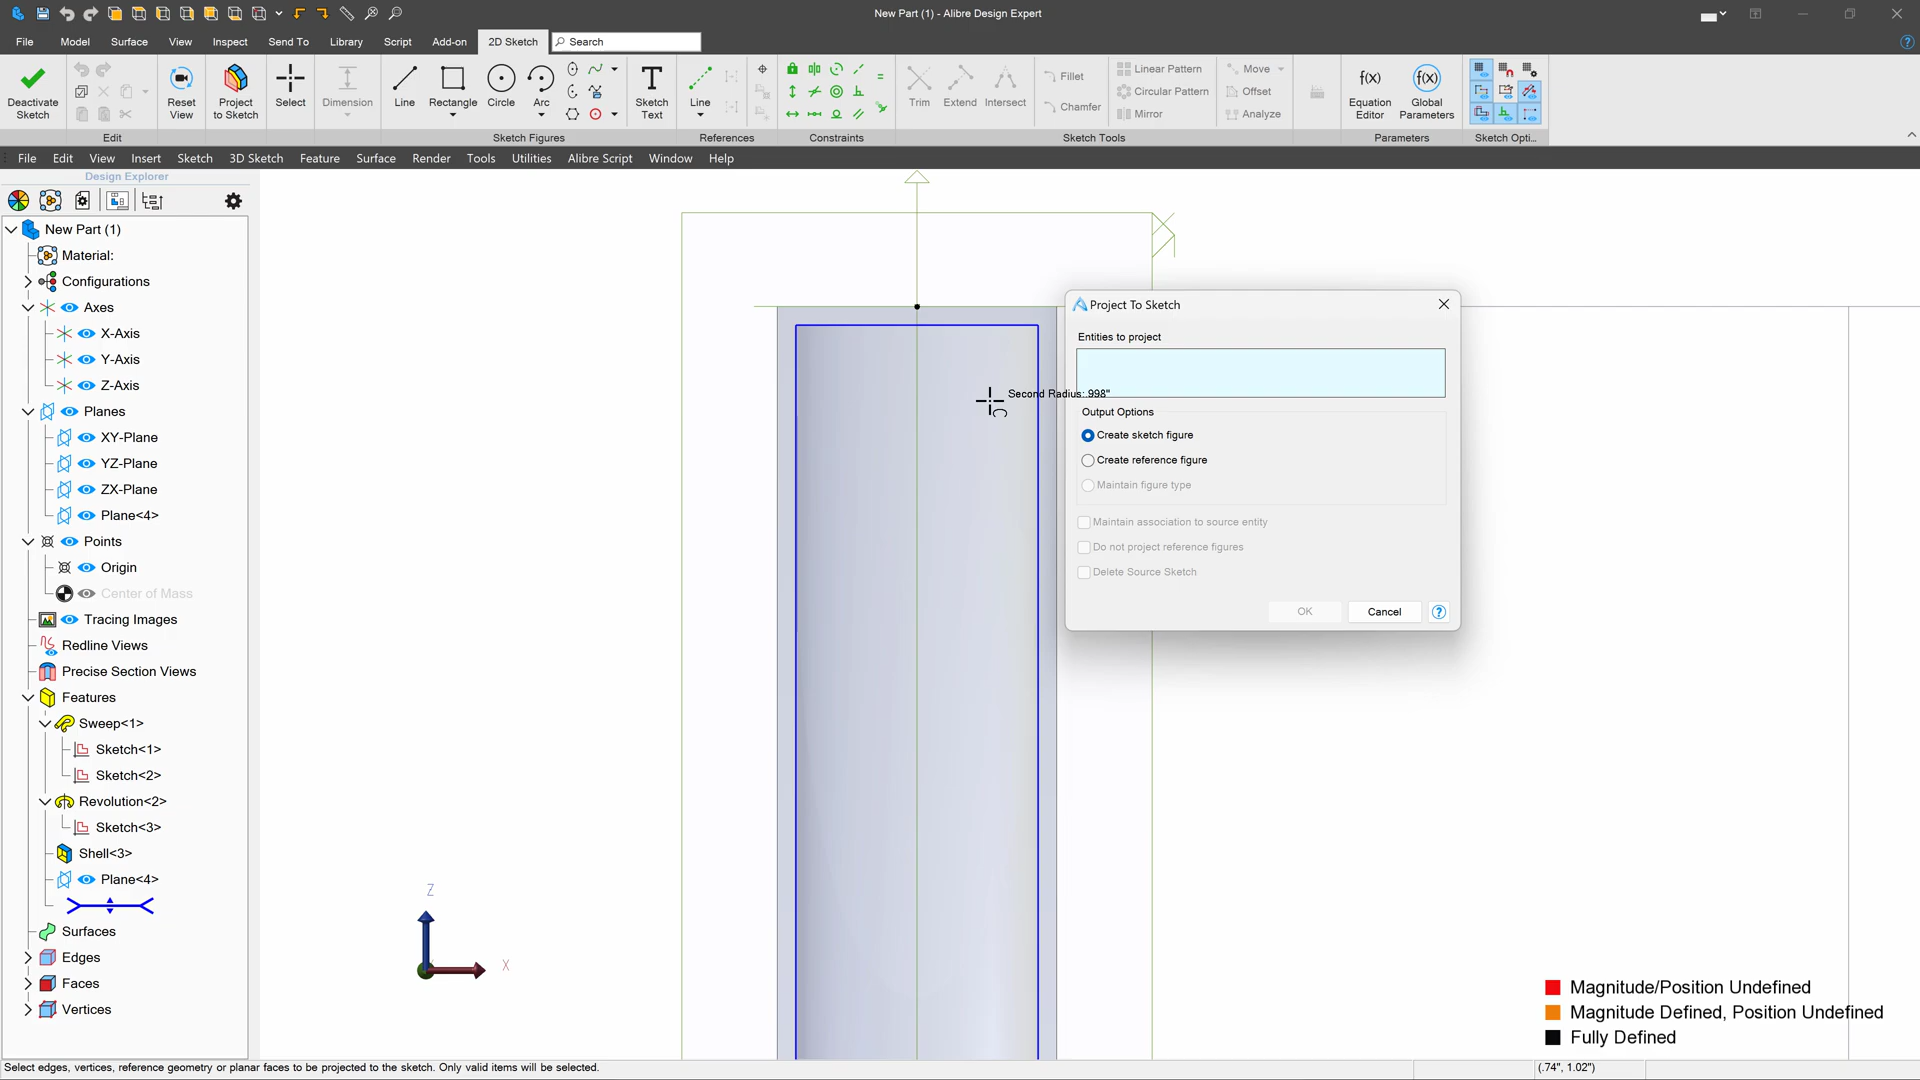 New Part (1) - Alibre Design Expert
File Model Surface View Inspect Send To Library Script Add-on 2D Sketch Search
Deactivate Sketch
Edit
Reset View
Project to Sketch
Select
Dimension
Line
Rectangle
Circle
Arc
Sketch Figures
Sketch Text
Line
References
Constraints
Trim
Extend
Intersect
Fillet
Chamfer
Linear Pattern
Circular Pattern
Mirror
Move
Offset
Analyze
Sketch Tools
f(x)
Equation Editor
f(x)
Global Parameters
Parameters
Sketch Opti...
File Edit View Insert Sketch 3D Sketch Feature Surface Render Tools Utilities Alibre Script Window Help
Design Explorer
New Part (1)
Material:
Configurations
Axes
X-Axis
Y-Axis
Z-Axis
Planes
XY-Plane
YZ-Plane
ZX-Plane
Plane<4>
Points
Origin
Center of Mass
Tracing Images
Redline Views
Precise Section Views
Features
Sweep<1>
Sketch<1>
Sketch<2>
Revolution<2>
Sketch<3>
Shell<3>
Plane<4>
Surfaces
Edges
Faces
Vertices
Z
X
Second Radius:.998"
Project To Sketch
Entities to project
Output Options
Create sketch figure
Create reference figure
Maintain figure type
Maintain association to source entity
Do not project reference figures
Delete Source Sketch
OK
Cancel
?
Magnitude/Position Undefined
Magnitude Defined, Position Undefined
Fully Defined
Select edges, vertices, reference geometry or planar faces to be projected to the sketch. Only valid items will be selected.
(.74", 1.02")